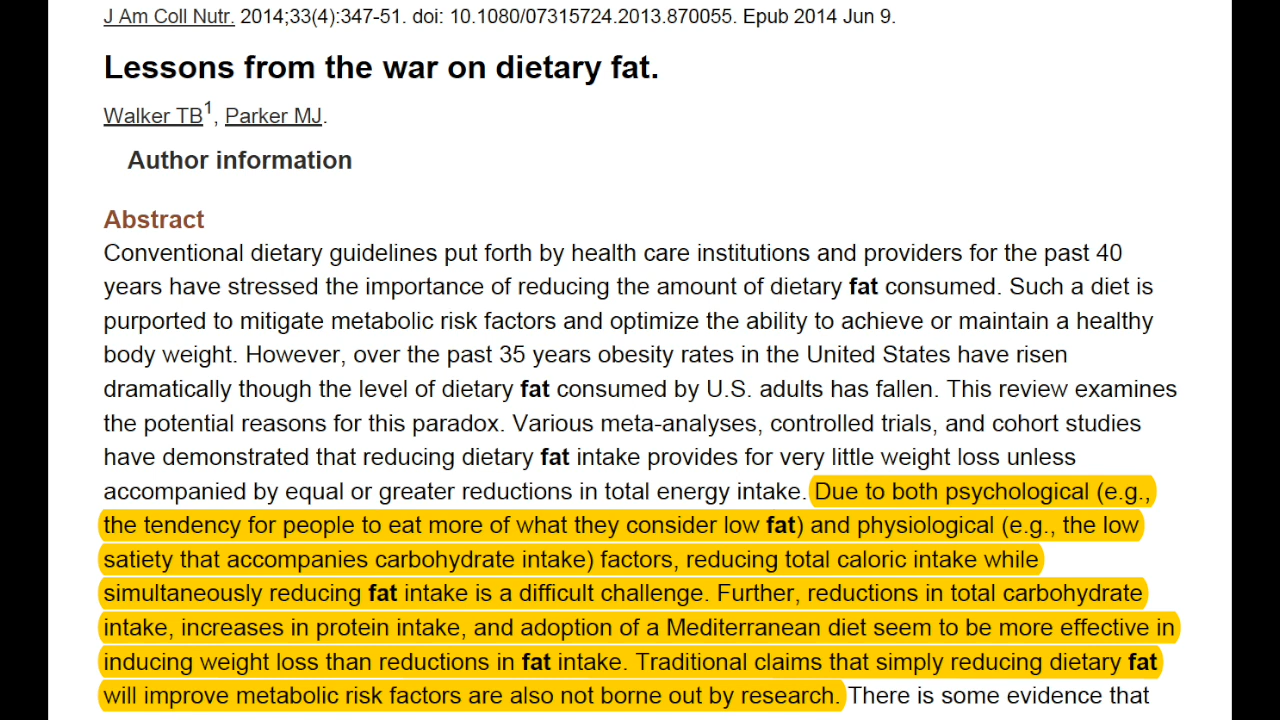 J Am Coll Nutr. 2014;33(4):347-51. doi: 10.1080/07315724.2013.870055. Epub 2014 Jun 9.
Lessons from the war on dietary fat.
Walker TB1, Parker MJ.
Author information
Abstract
Conventional dietary guidelines put forth by health care institutions and providers for the past 40
years have stressed the importance of reducing the amount of dietary fat consumed. Such a diet is
purported to mitigate metabolic risk factors and optimize the ability to achieve or maintain a healthy
body weight. However, over the past 35 years obesity rates in the United States have risen
dramatically though the level of dietary fat consumed by U.S. adults has fallen. This review examines
the potential reasons for this paradox. Various meta-analyses, controlled trials, and cohort studies
have demonstrated that reducing dietary fat intake provides for very little weight loss unless
accompanied by equal or greater reductions in total energy intake. Due to both psychological (e.g.,
the tendency for people to eat more of what they consider low fat) and physiological (e.g., the low
satiety that accompanies carbohydrate intake) factors, reducing total caloric intake while
simultaneously reducing fat intake is a difficult challenge. Further, reductions in total carbohydrate
intake, increases in protein intake, and adoption of a Mediterranean diet seem to be more effective in
inducing weight loss than reductions in fat intake. Traditional claims that simply reducing dietary fat
will improve metabolic risk factors are also not borne out by research. There is some evidence that